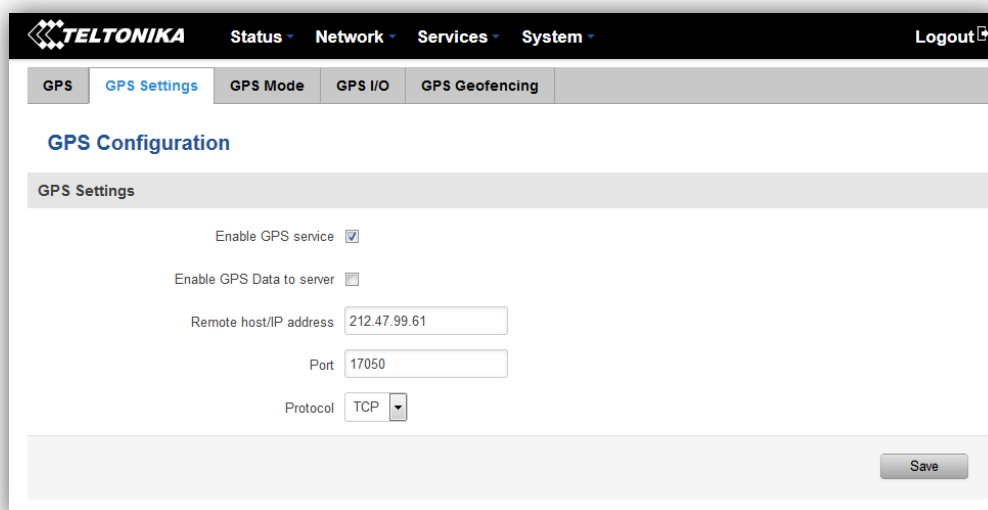 TELTONIKA Status Network Services System Logout
GPS GPS Settings GPS Mode GPS I/O GPS Geofencing
GPS Configuration
GPS Settings
Enable GPS service
Enable GPS Data to server
Remote host/IP address 212.47.99.61
Port 17050
Protocol TCP
Save